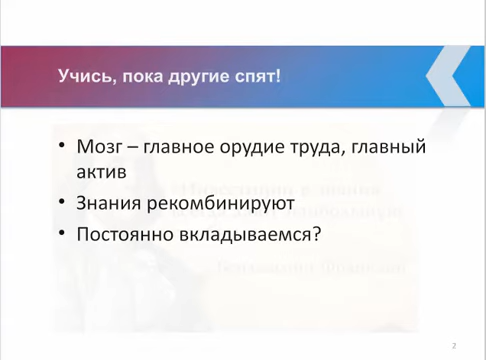 Учись, пока другие спят!
• Мозг – главное орудие труда, главный
актив
• Знания рекомбинируют
• Постоянно вкладываемся?
2